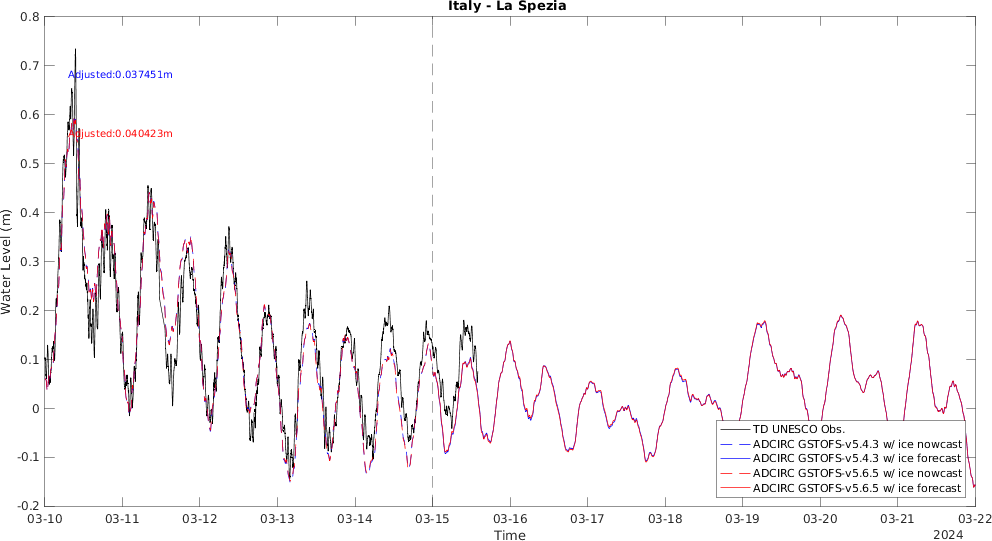 Italy - La Spezia
0.8
0.7
0.6
0.5
0.4
0.3
0.2
0.1
0
-0.1
-0.2
Water Level (m)
Adjusted:0.037451m
Adjusted:0.040423m
TD UNESCO Obs.
ADCIRC GSTOFS-v5.4.3 w/ ice nowcast
ADCIRC GSTOFS-v5.4.3 w/ ice forecast
ADCIRC GSTOFS-v5.6.5 w/ ice nowcast
ADCIRC GSTOFS-v5.6.5 w/ ice forecast
03-10 03-11 03-12 03-13 03-14 03-15 03-16 03-17 03-18 03-19 03-20 03-21 03-22
Time
2024